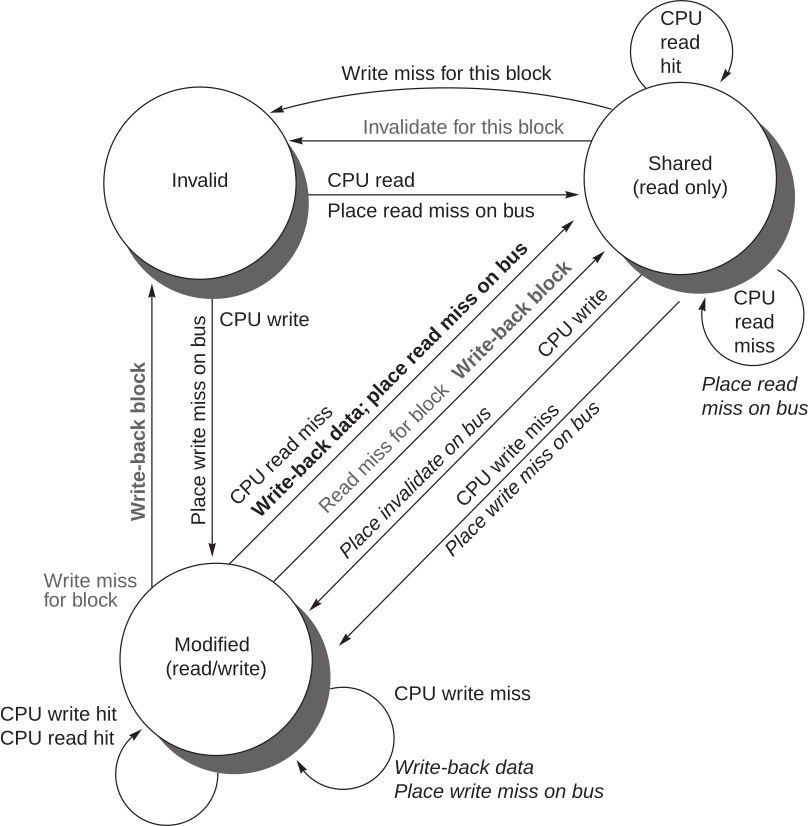 CPU
read
hit
Write miss for this block
Invalidate for this block
Invalid
CPU read
Place read miss on bus
Shared
(read only)
CPU
read
miss
Place read
miss on bus
CPU write
Place write miss on bus
Write-back block
Write miss
for block
CPU read miss
Write-back data; place read miss on bus
Read miss for block Write-back block
CPU write
Place invalidate on bus
CPU write miss
Place write miss on bus
Modified
(read/write)
CPU write hit
CPU read hit
CPU write miss
Write-back data
Place write miss on bus